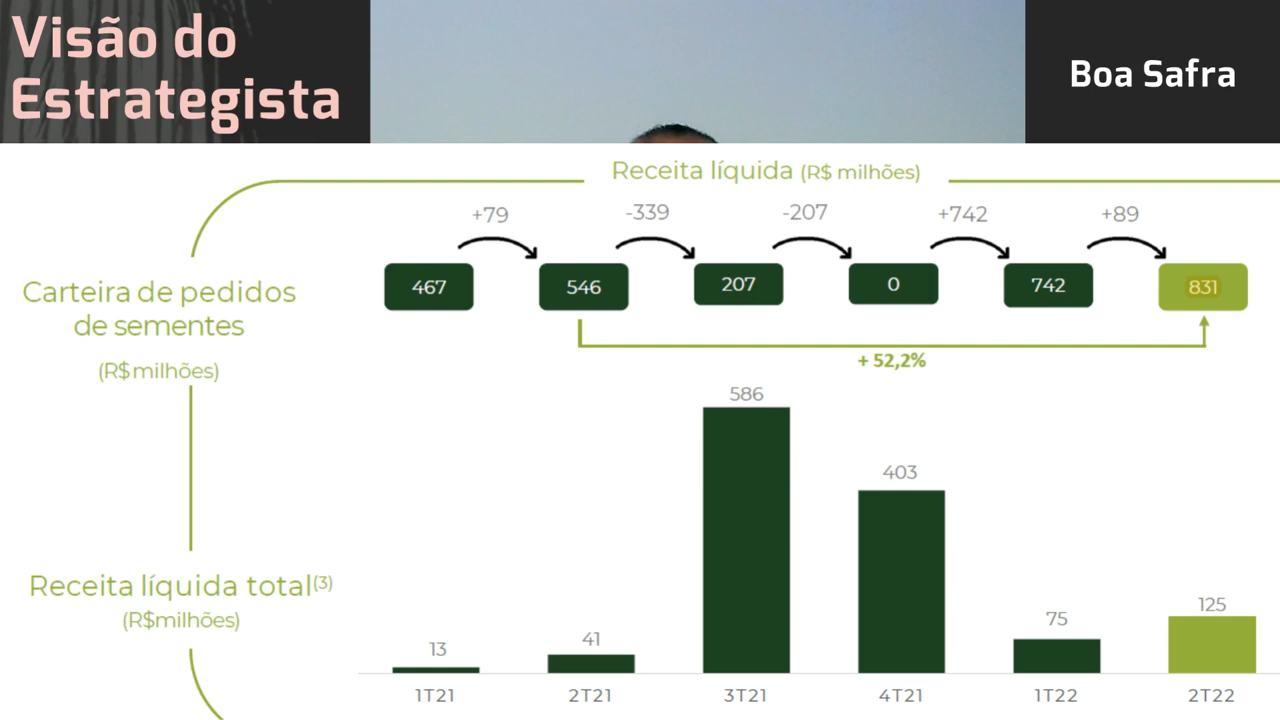 Visão do
Estrategista
Boa Safra
Receita líquida (R$ milhões)
+79 -339 -207 +742 +89
Carteira de pedidos
de sementes
(R$milhões)
467 546 207 0 742 831
+ 52,2%
586
403
125
75
41
13
Receita líquida total(3)
(R$milhões)
1T21 2T21 3T21 4T21 1T22 2T22